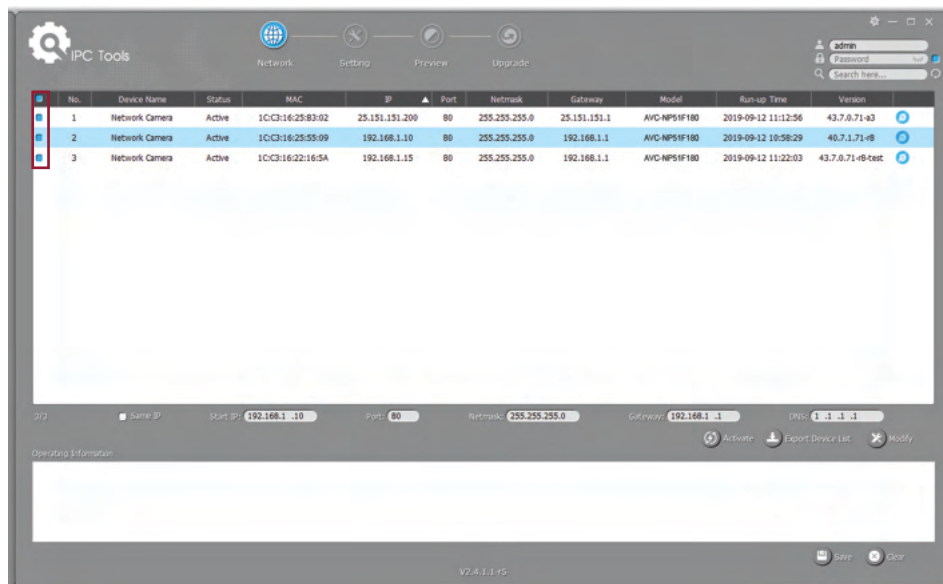 IPC Tools
Network Setting Preview Upgrade
admin
Password
Search here...
No. Device Name Status MAC IP Port Netmask Gateway Model Run-up Time Version
1 Network Camera Active 1C:C3:16:25:B3:02 25.151.151.200 80 255.255.255.0 25.151.151.1 AVC-NP51F180 2019-09-12 11:12:56 43.7.0.71-a3
2 Network Camera Active 1C:C3:16:25:55:09 192.168.1.10 80 255.255.255.0 192.168.1.1 AVC-NP51F180 2019-09-12 10:58:29 40.7.1.71-r8
3 Network Camera Active 1C:C3:16:22:16:5A 192.168.1.15 80 255.255.255.0 192.168.1.1 AVC-NP51F180 2019-09-12 11:22:03 43.7.0.71-r8-test
Same IP Start IP: 192.168.1 .10 Port: 80 Netmask: 255.255.255.0 Gateway: 192.168.1 .1 DNS: 1 .1 .1 .1
Activate Export Device List Modify
Operating Information
Save Clear
V2.4.1.1-r5